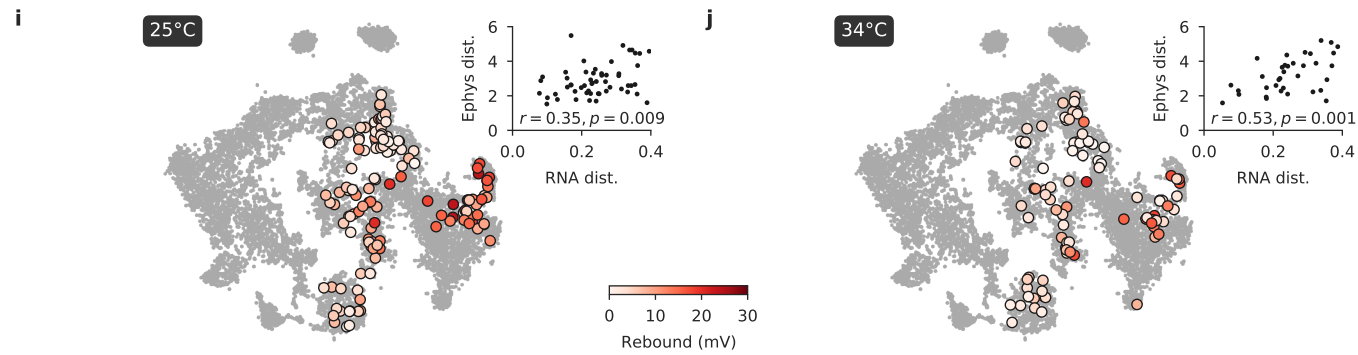 i
25°C
6
4
2
0
Ephys dist.
r = 0.35, p = 0.009
0.0 0.2 0.4
RNA dist.
0 10 20 30
Rebound (mV)
j
34°C
6
4
2
0
Ephys dist.
r = 0.53, p = 0.001
0.0 0.2 0.4
RNA dist.